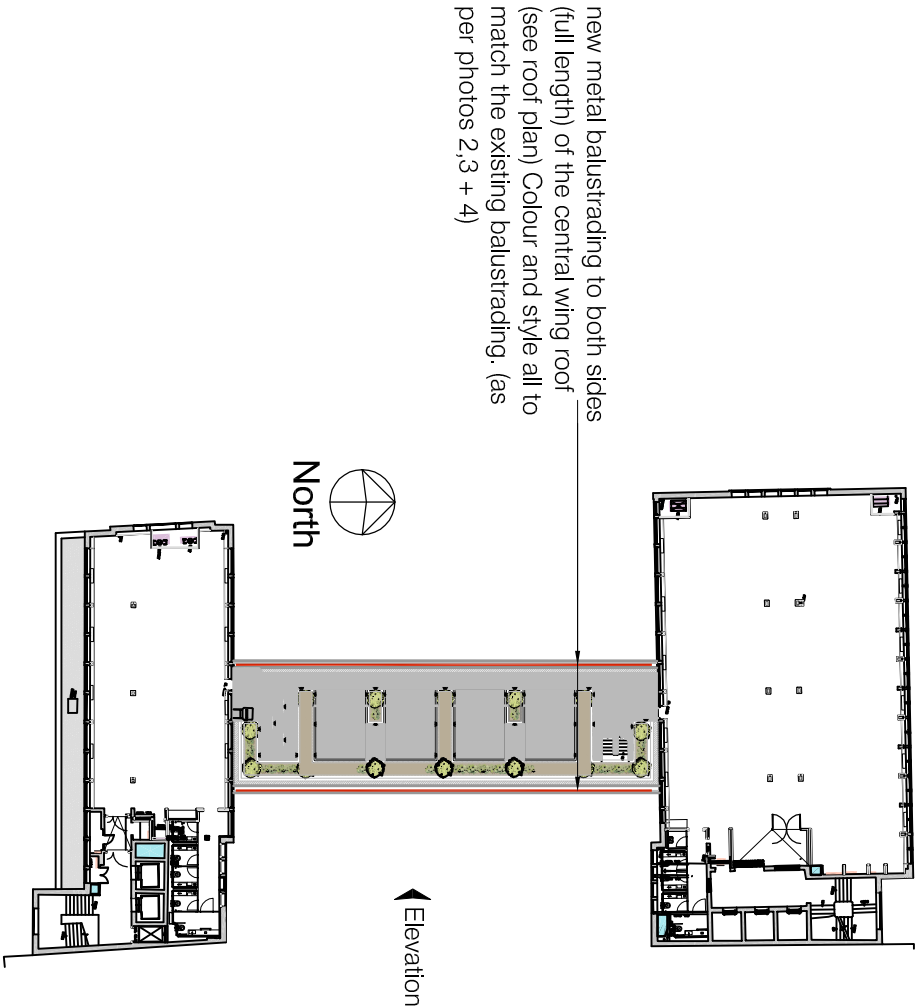 new metal balustrading to both sides
(full length) of the central wing roof
(see roof plan) Colour and style all to
match the existing balustrading. (as
per photos 2,3 + 4)
North
Elevation